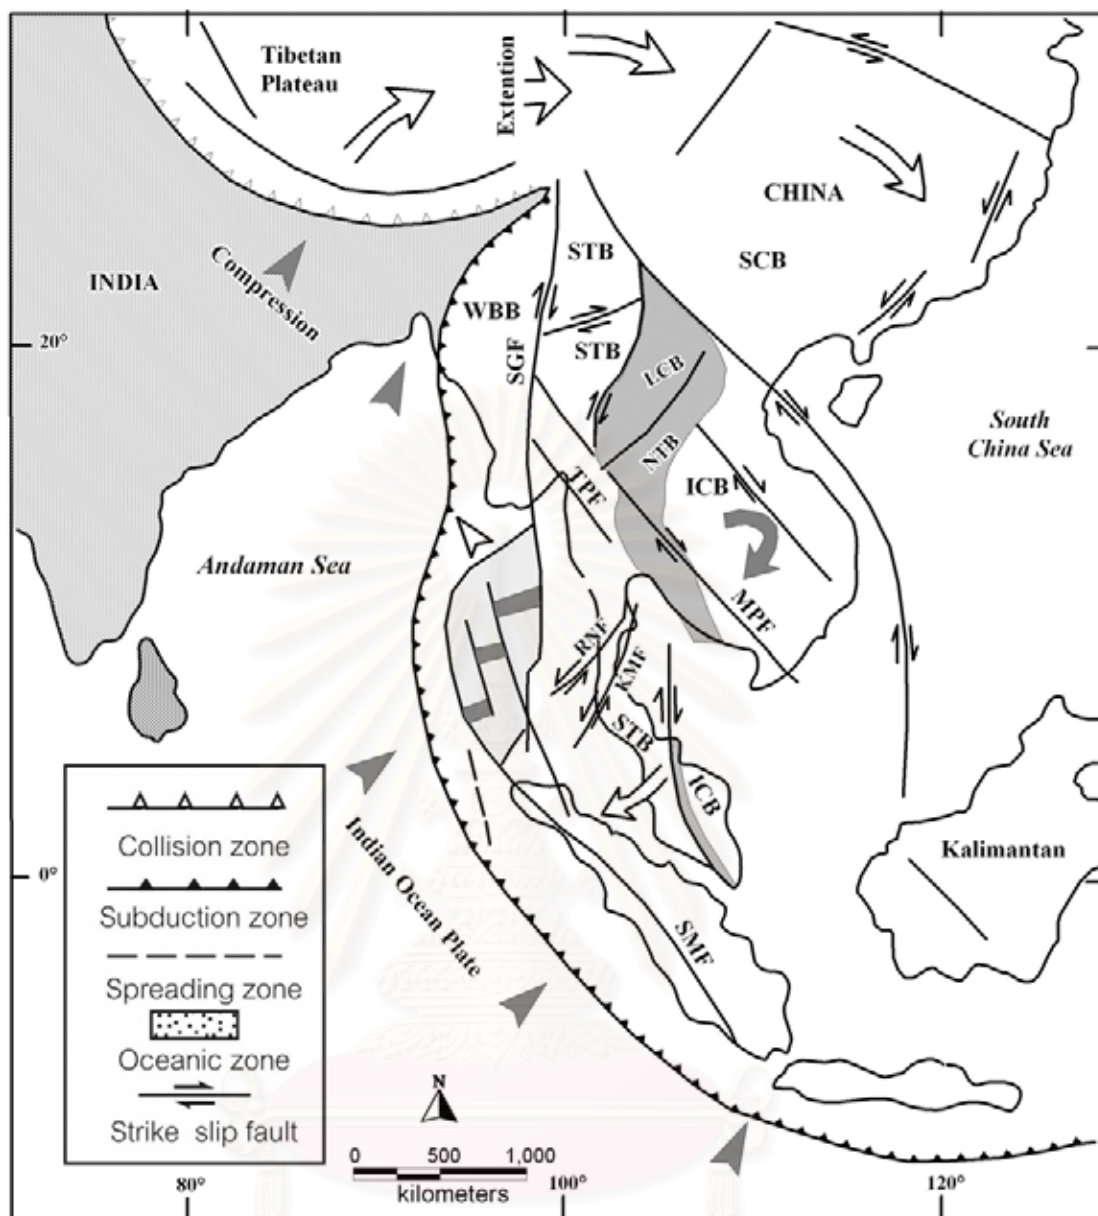 Tibetan
Plateau
Extention
CHINA
STB
SCB
INDIA
Compression
WBB
20°
SGF
STB
LCB
South
China Sea
NTB
ICB
TPF
Andaman Sea
MPF
RNF
KMF
STB
ICB
Indian Ocean Plate
Kalimantan
0°
SMF
Collision zone
Subduction zone
Spreading zone
Oceanic zone
Strike slip fault
N
0 500 1,000
kilometers
80° 100° 120°